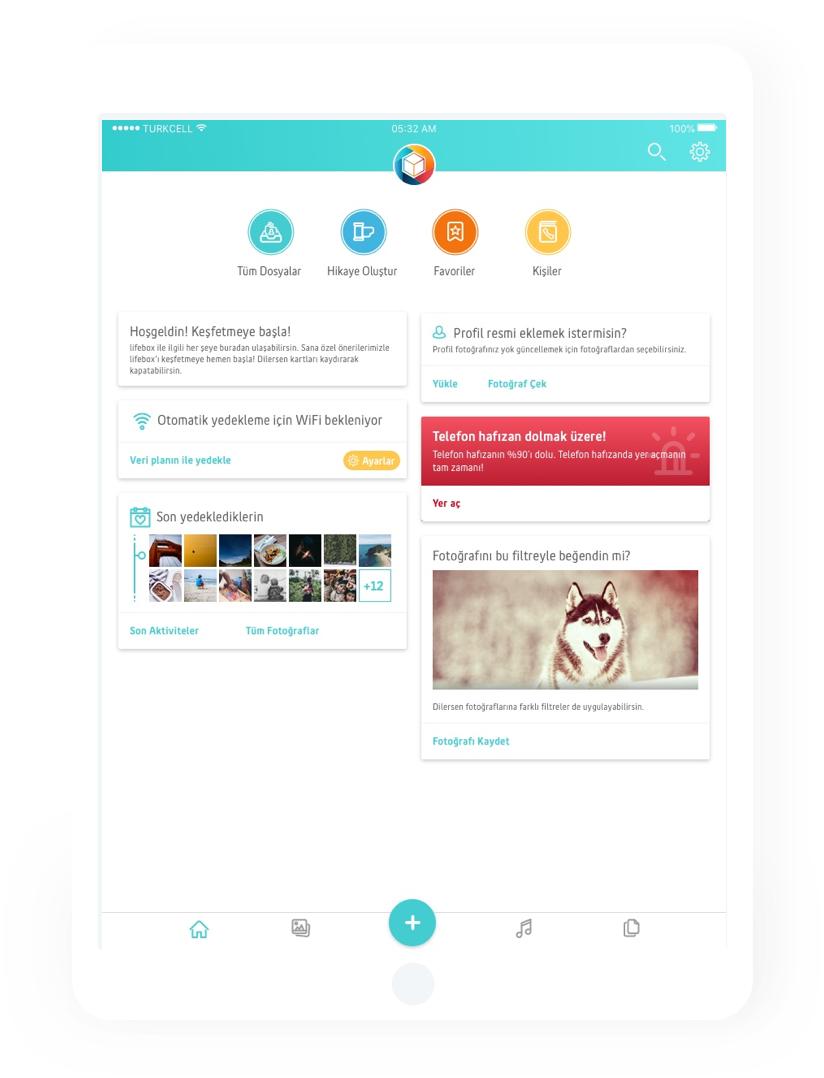 TURKCELL
05:32 AM
100%
Tüm Dosyalar
Hikaye Oluştur
Favoriler
Kişiler
Hoşgeldin! Keşfetmeye başla!
lifebox ile ilgili her şeye buradan ulaşabilirsin. Sana özel önerilerimizle
lifebox'ı keşfetmeye hemen başla! Dilersen kartları kaydırarak
kapatabilirsin.
Otomatik yedekleme için WiFi bekleniyor
Veri planın ile yedekle
Ayarlar
Son yedeklediklerin
+12
Son Aktiviteler
Tüm Fotoğraflar
Profil resmi eklemek istermisin?
Profil fotoğrafınız yok güncellemek için fotoğraflardan seçebilirsiniz.
Yükle
Fotoğraf Çek
Telefon hafızan dolmak üzere!
Telefon hafızanın %90'ı dolu. Telefon hafızanda yer açmanın
tam zamanı!
Yer aç
Fotoğrafını bu filtreyle beğendin mi?
Dilersen fotoğraflarına farklı filtreler de uygulayabilirsin.
Fotoğrafı Kaydet